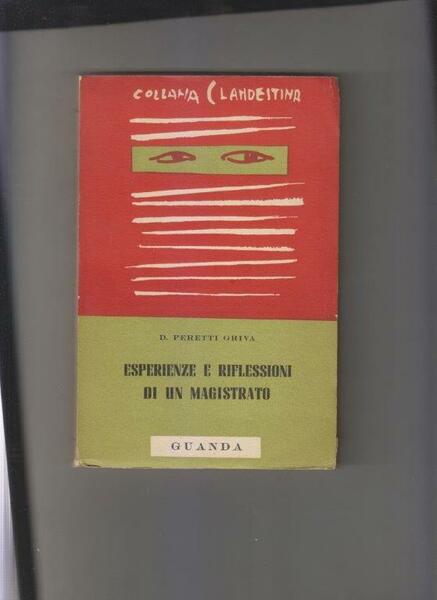 COLLANA CLANDESTINA
D. PERETTI GRIVA
ESPERIENZE E RIFLESSIONI
DI UN MAGISTRATO
GUANDA